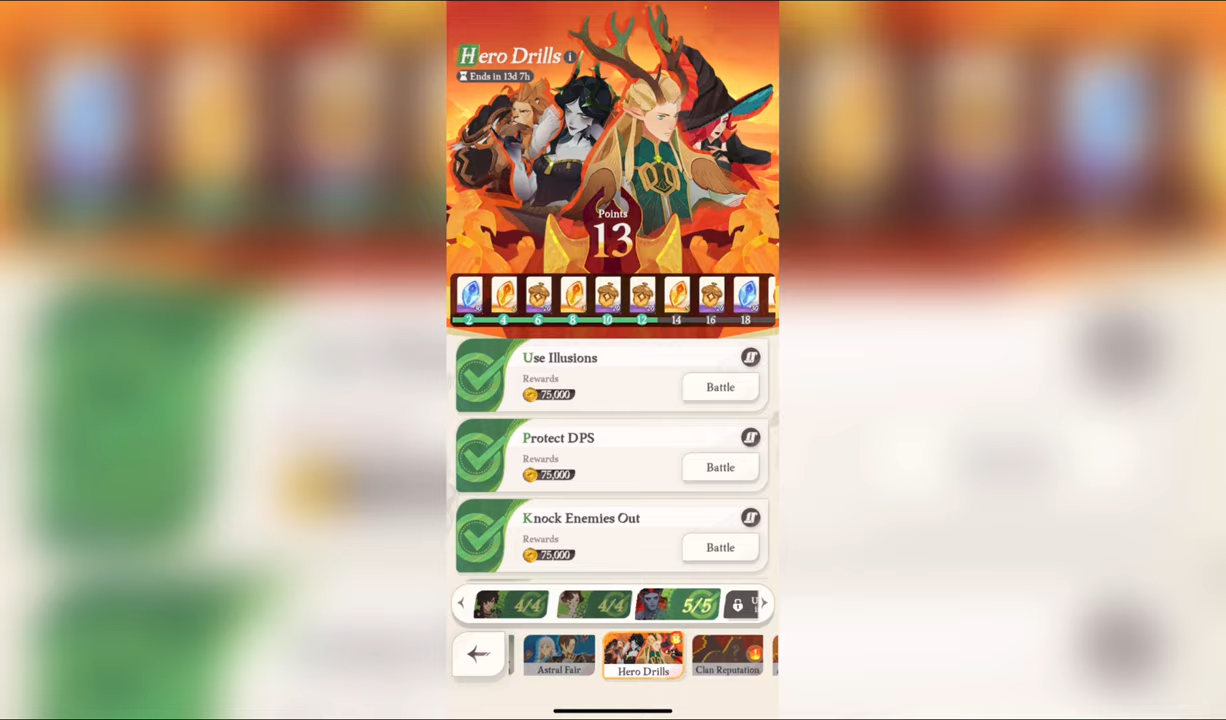 Hero Drills
Ends in 13d 7h
Points
13
2 4 6 8 10 12 14 16 18
Use Illusions
Rewards
75,000
Battle
Protect DPS
Rewards
75,000
Battle
Knock Enemies Out
Rewards
75,000
Battle
4/4 4/4 5/5
Astral Fair Hero Drills Clan Reputation